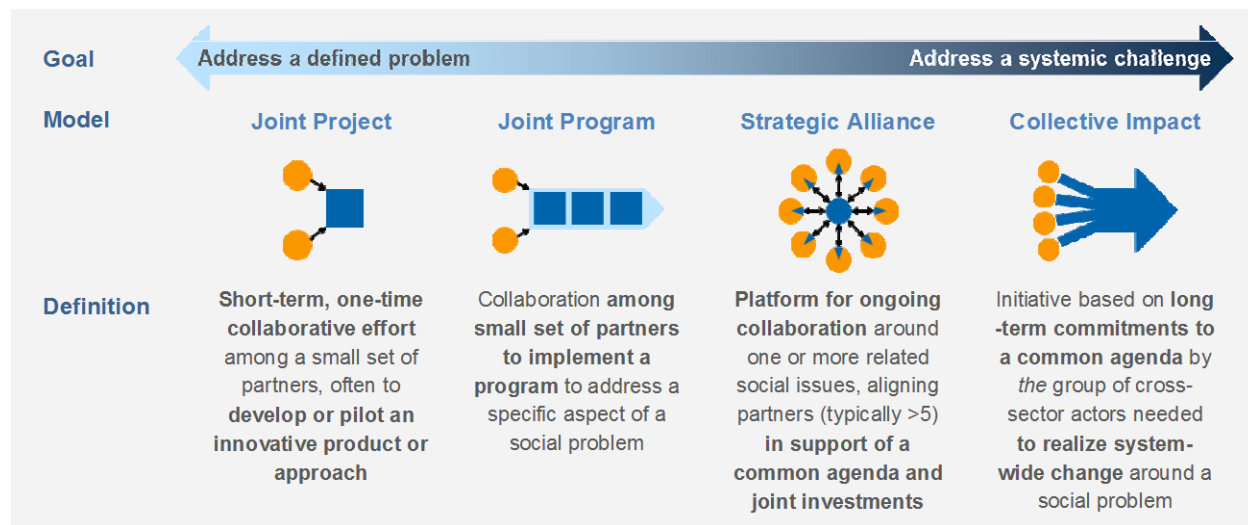 Goal
Address a defined problem
Address a systemic challenge
Model
Joint Project
Joint Program
Strategic Alliance
Collective Impact
Definition
Short-term, one-time
collaborative effort
among a small set of
partners, often to
develop or pilot an
innovative product or
approach
Collaboration among
small set of partners
to implement a
program to address a
specific aspect of a
social problem
Platform for ongoing
collaboration around
one or more related
social issues, aligning
partners (typically >5)
in support of a
common agenda and
joint investments
Initiative based on long
-term commitments to
a common agenda by
the group of cross-
sector actors needed
to realize system-
wide change around a
social problem